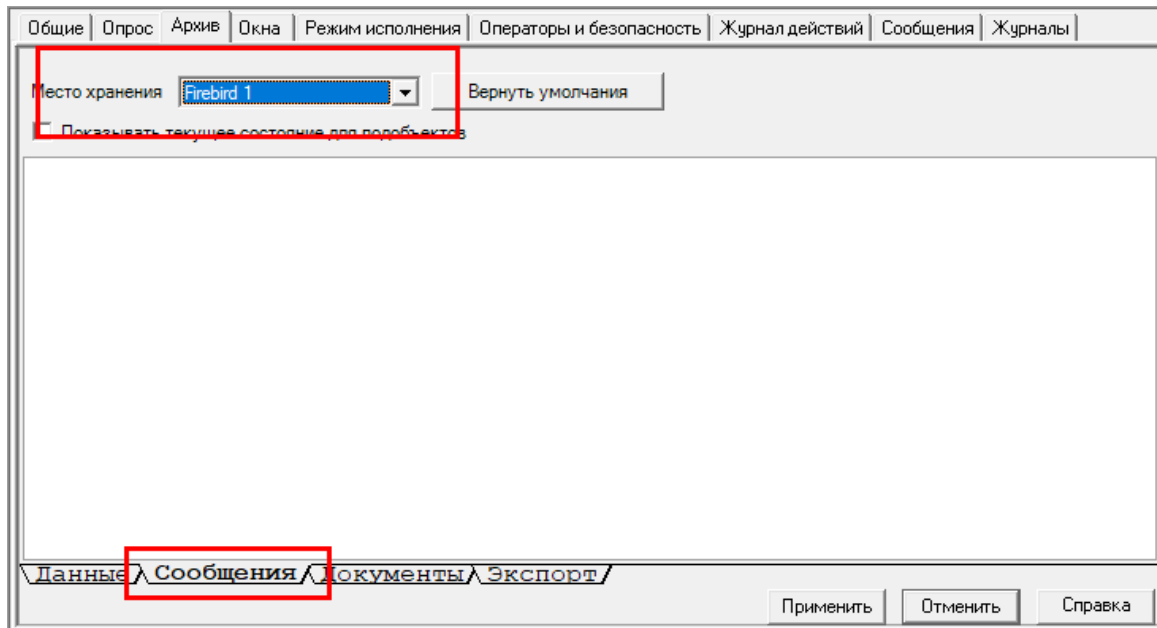 Общие Опрос Архив Окна Режим исполнения Операторы и безопасность Журнал действий Сообщения Журналы
Место хранения Firebird 1 Вернуть умолчания
Показывать текущее состояние для подобъектов
Данные Сообщения Документы Экспорт
Применить Отменить Справка